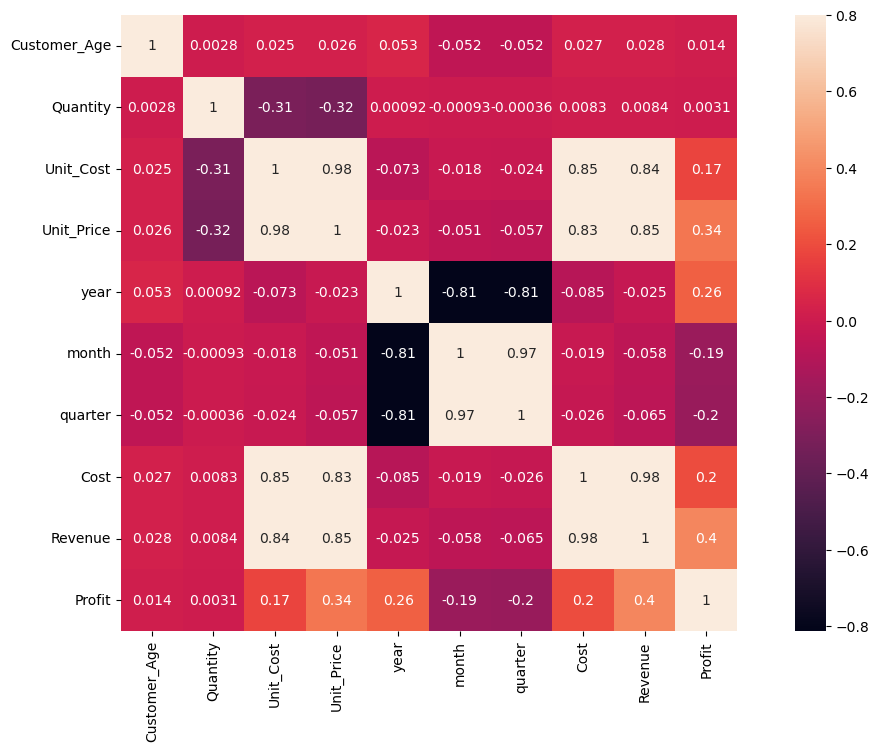 Customer_Age 1 0.0028 0.025 0.026 0.053 -0.052 -0.052 0.027 0.028 0.014
Quantity 0.0028 1 -0.31 -0.32 0.00092 -0.00093 -0.00036 0.0083 0.0084 0.0031
Unit_Cost 0.025 -0.31 1 0.98 -0.073 -0.018 -0.024 0.85 0.84 0.17
Unit_Price 0.026 -0.32 0.98 1 -0.023 -0.051 -0.057 0.83 0.85 0.34
year 0.053 0.00092 -0.073 -0.023 1 -0.81 -0.81 -0.085 -0.025 0.26
month -0.052 -0.00093 -0.018 -0.051 -0.81 1 0.97 -0.019 -0.058 -0.19
quarter -0.052 -0.00036 -0.024 -0.057 -0.81 0.97 1 -0.026 -0.065 -0.2
Cost 0.027 0.0083 0.85 0.83 -0.085 -0.019 -0.026 1 0.98 0.2
Revenue 0.028 0.0084 0.84 0.85 -0.025 -0.058 -0.065 0.98 1 0.4
Profit 0.014 0.0031 0.17 0.34 0.26 -0.19 -0.2 0.2 0.4 1
Customer_Age
Quantity
Unit_Cost
Unit_Price
year
month
quarter
Cost
Revenue
Profit
0.8
0.6
0.4
0.2
0.0
−0.2
−0.4
−0.6
−0.8